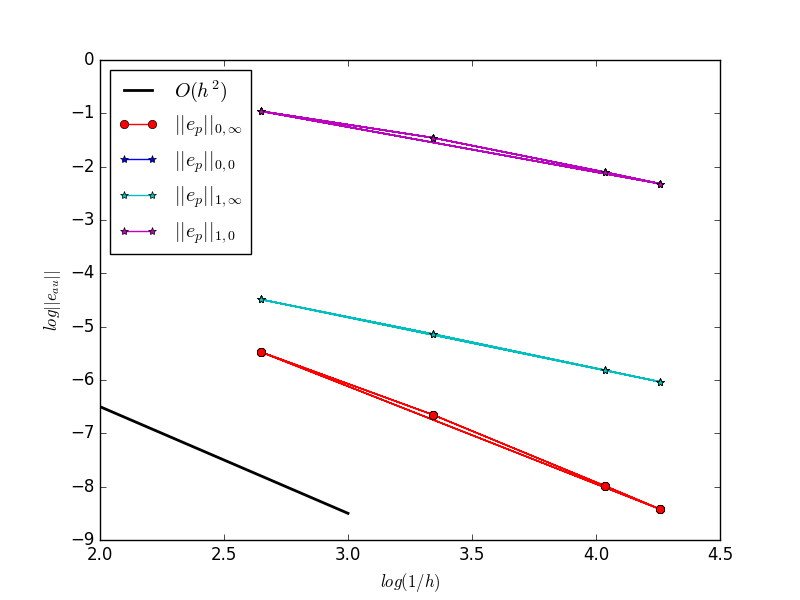 0
−1
−2
−3
−4
−5
−6
−7
−8
−9
log||e_{au}||
O(h^2)
||e_p||_{0,∞}
||e_p||_{0,0}
||e_p||_{1,∞}
||e_p||_{1,0}
2.0 2.5 3.0 3.5 4.0 4.5
log(1/h)